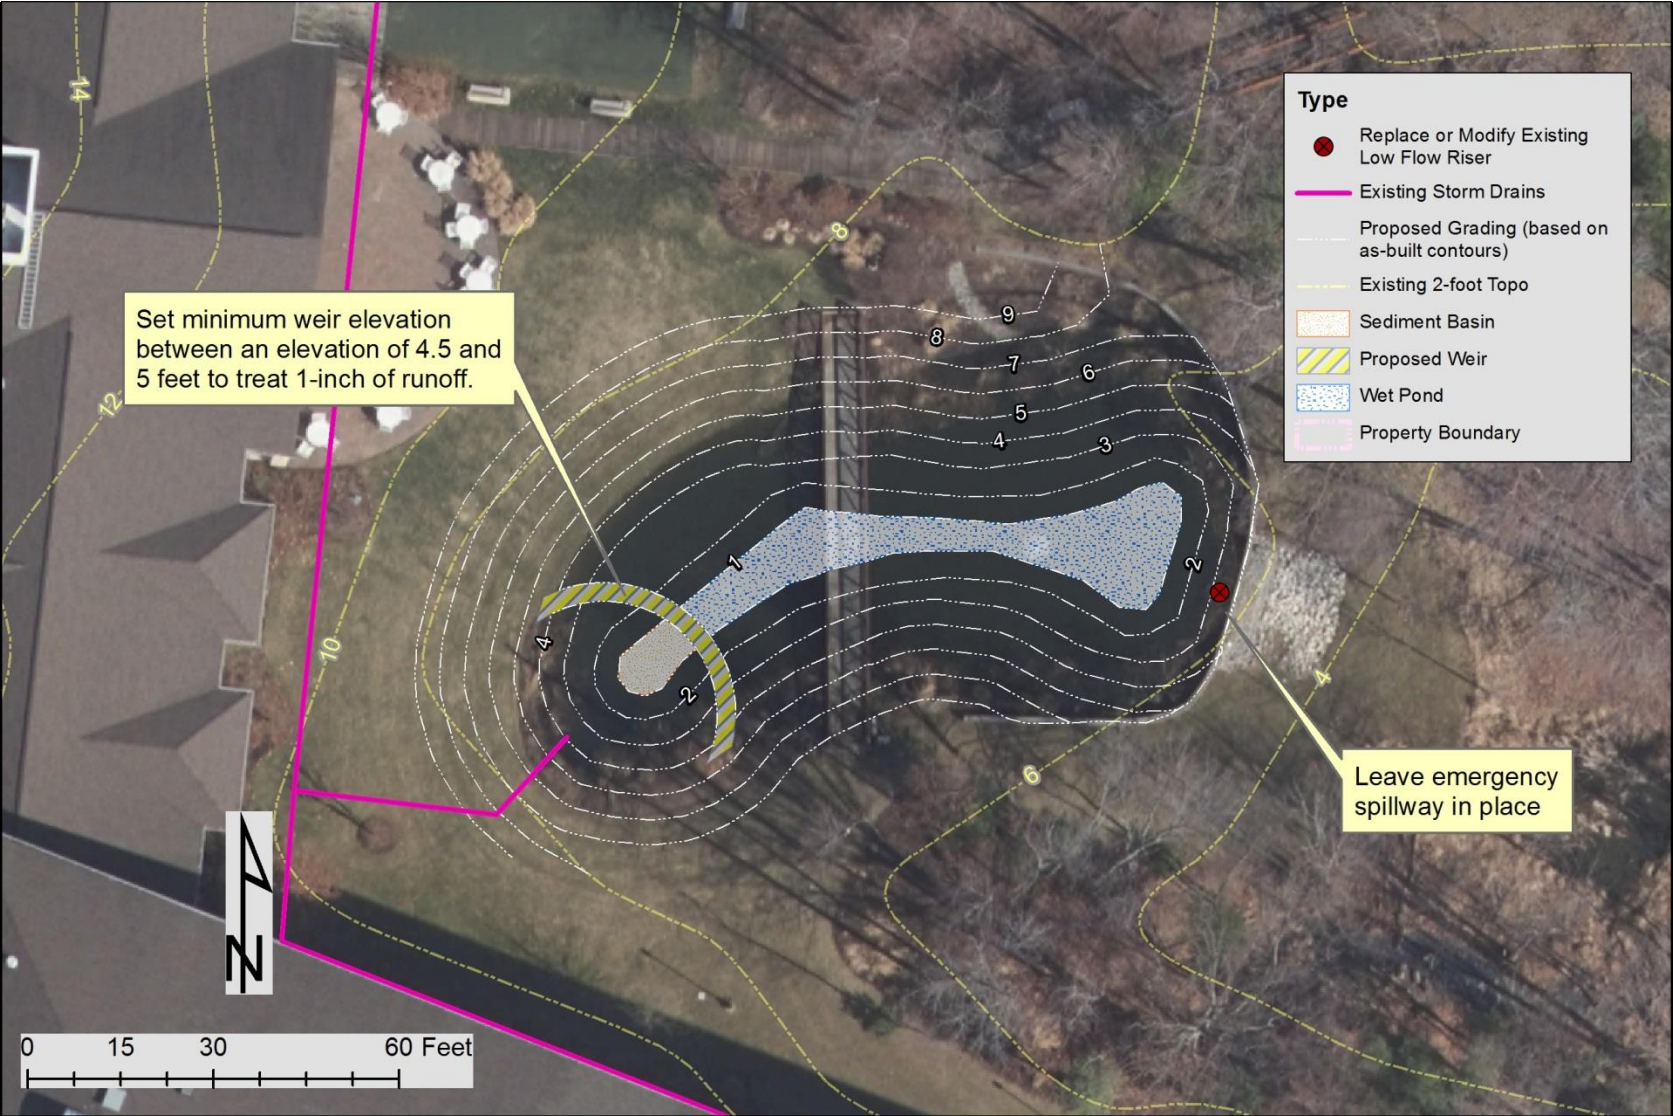 14
12
10
8
Set minimum weir elevation
between an elevation of 4.5 and
5 feet to treat 1-inch of runoff.
9
8
7
6
5
4
3
1
2
4
2
4
6
Type
Replace or Modify Existing
Low Flow Riser
Existing Storm Drains
Proposed Grading (based on
as-built contours)
Existing 2-foot Topo
Sediment Basin
Proposed Weir
Wet Pond
Property Boundary
Leave emergency
spillway in place
N
0 15 30 60 Feet